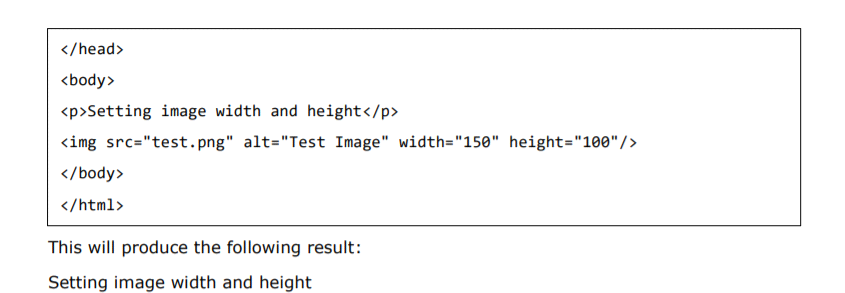 </head>
<body>
<p>Setting image width and height</p>
<img src="test.png" alt="Test Image" width="150" height="100"/>
</body>
</html>
This will produce the following result:
Setting image width and height